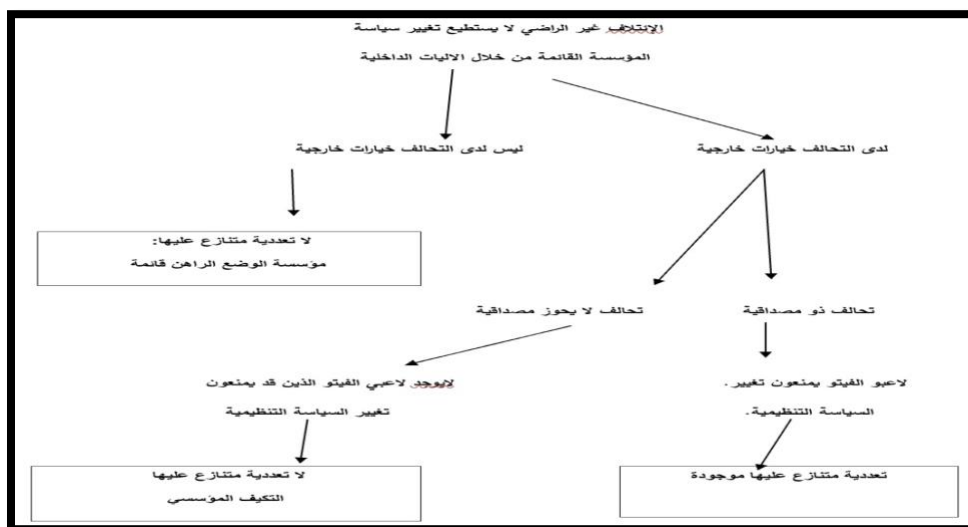 الإئتلاف غير الراضي لا يستطيع تغيير سياسة
المؤسسة القائمة من خلال الاليات الداخلية
لدى التحالف خيارات خارجية
ليس لدى التحالف خيارات خارجية
لا تعددية متنازع عليها:
مؤسسة الوضع الراهن قائمة
تحالف ذو مصداقية
تحالف لا يحوز مصداقية
لاعبو الفيتو يمنعون تغيير.
السياسة التنظيمية.
لايوجد لاعبي الفيتو الذين قد يمنعون
تغيير السياسة التنظيمية
تعددية متنازع عليها موجودة
لا تعددية متنازع عليها
التكيف المؤسسي